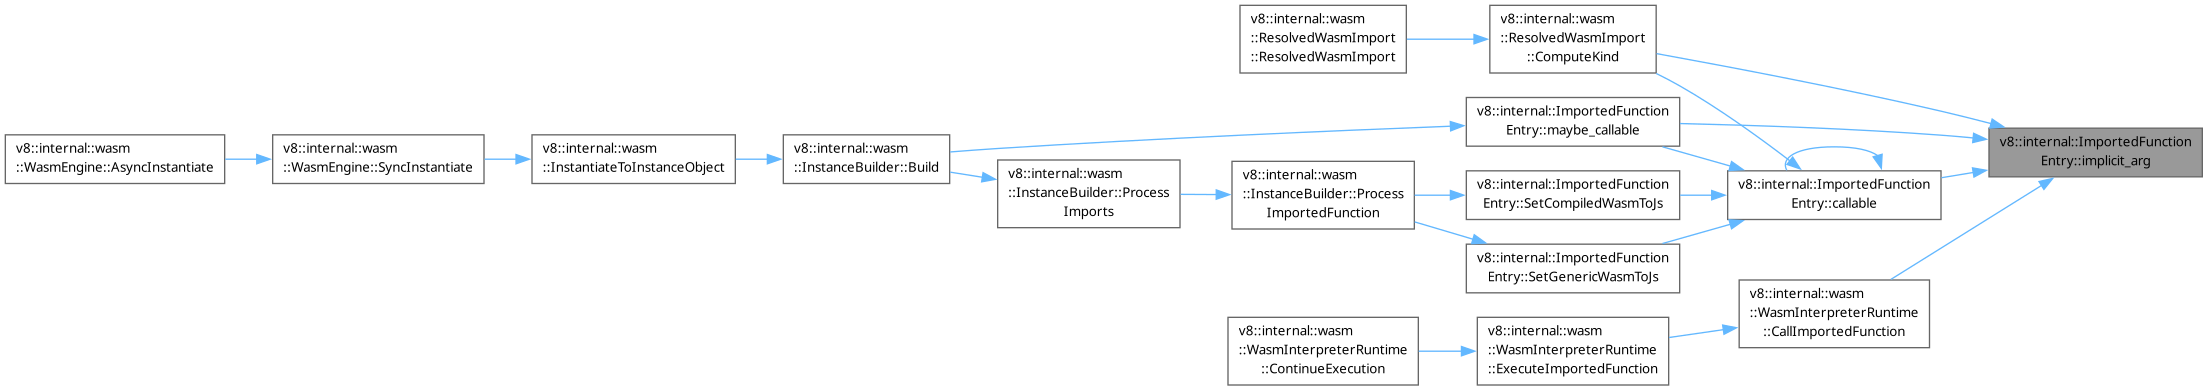 v8::internal::wasm
::WasmEngine::AsyncInstantiate
v8::internal::wasm
::WasmEngine::SyncInstantiate
v8::internal::wasm
::InstantiateToInstanceObject
v8::internal::wasm
::InstanceBuilder::Build
v8::internal::wasm
::InstanceBuilder::Process
Imports
v8::internal::wasm
::ResolvedWasmImport
::ResolvedWasmImport
v8::internal::wasm
::InstanceBuilder::Process
ImportedFunction
v8::internal::wasm
::WasmInterpreterRuntime
::ContinueExecution
v8::internal::wasm
::ResolvedWasmImport
::ComputeKind
v8::internal::ImportedFunction
Entry::maybe_callable
v8::internal::ImportedFunction
Entry::SetCompiledWasmToJs
v8::internal::ImportedFunction
Entry::SetGenericWasmToJs
v8::internal::wasm
::WasmInterpreterRuntime
::ExecuteImportedFunction
v8::internal::ImportedFunction
Entry::callable
v8::internal::wasm
::WasmInterpreterRuntime
::CallImportedFunction
v8::internal::ImportedFunction
Entry::implicit_arg